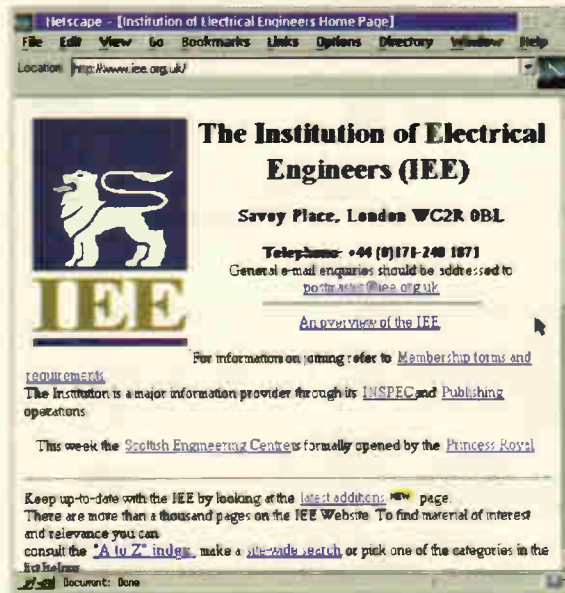 Netscape - [Institution of Electrical Engineers Home Page]
File Edit View Go Bookmarks Links Options Directory Window Help
Location: http://www.iee.org.uk/
The Institution of Electrical
Engineers (IEE)
Savoy Place, London WC2R 0BL
Telephone: +44 (0)171-240 1871
General e-mail enquiries should be addressed to
postmaster@iee.org.uk
IEE
An overview of the IEE
For information on joining refer to Membership forms and
requirements
The Institution is a major information provider through its INSPEC and Publishing
operations
This week the Scottish Engineering Centre is formally opened by the Princess Royal
Keep up-to-date with the IEE by looking at the latest additions NEW page.
There are more than a thousand pages on the IEE Website. To find material of interest
and relevance you can
consult the "A to Z" index, make a site-wide search or pick one of the categories in the
list below
Document: Done